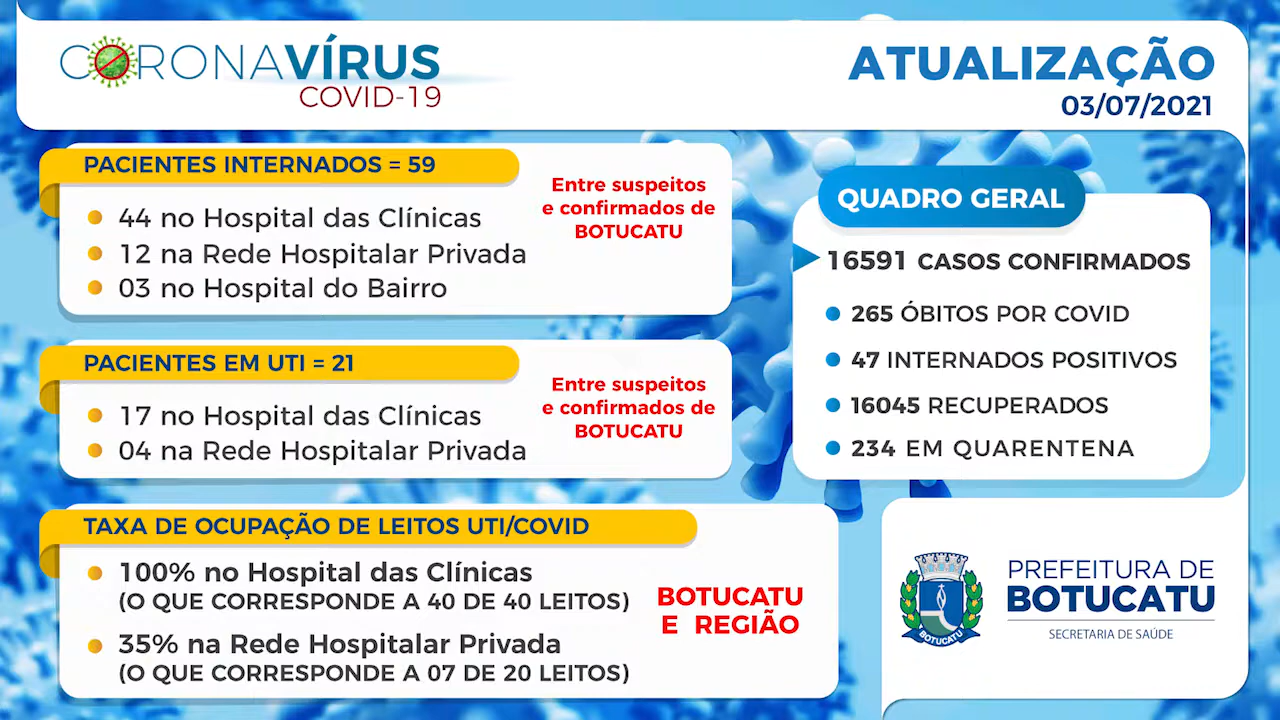 CORONAVÍRUS
COVID-19
ATUALIZAÇÃO
03/07/2021
PACIENTES INTERNADOS = 59
44 no Hospital das Clínicas
12 na Rede Hospitalar Privada
03 no Hospital do Bairro
Entre suspeitos
e confirmados de
BOTUCATU
PACIENTES EM UTI = 21
17 no Hospital das Clínicas
04 na Rede Hospitalar Privada
Entre suspeitos
e confirmados de
BOTUCATU
TAXA DE OCUPAÇÃO DE LEITOS UTI/COVID
100% no Hospital das Clínicas
(O QUE CORRESPONDE A 40 DE 40 LEITOS)
35% na Rede Hospitalar Privada
(O QUE CORRESPONDE A 07 DE 20 LEITOS)
BOTUCATU
E REGIÃO
QUADRO GERAL
16591 CASOS CONFIRMADOS
265 ÓBITOS POR COVID
47 INTERNADOS POSITIVOS
16045 RECUPERADOS
234 EM QUARENTENA
BOTUCATU
PREFEITURA DE
BOTUCATU
SECRETARIA DE SAÚDE